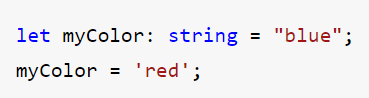 let myColor: string = "blue";
myColor = 'red';